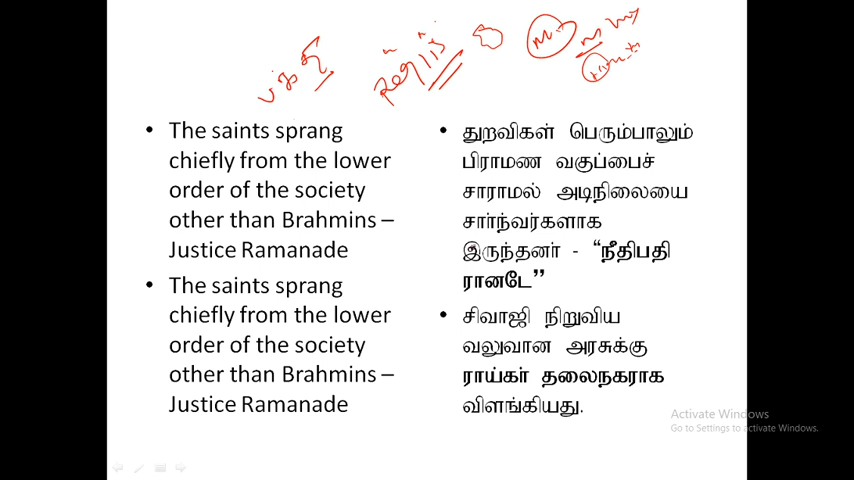 பக்தி
• The saints sprang
chiefly from the lower
order of the society
other than Brahmins –
Justice Ramanade
• The saints sprang
chiefly from the lower
order of the society
other than Brahmins –
Justice Ramanade
• துறவிகள் பெரும்பாலும்
பிராமண வகுப்பைச்
சாராமல் அடிநிலையை
சார்ந்வர்களாக
இருந்தனர் - “நீதிபதி
ரானடே”
• சிவாஜி நிறுவிய
வலுவான அரசுக்கு
ராய்கர் தலைநகராக
விளங்கியது.
Activate Windows
Go to Settings to activate Windows.